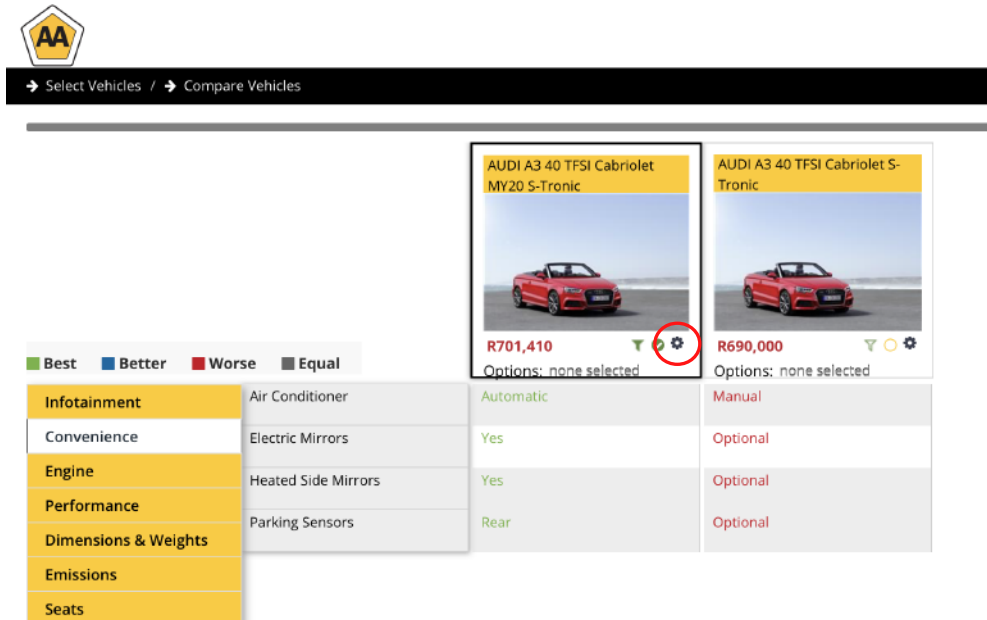 AA
Select Vehicles / Compare Vehicles
AUDI A3 40 TFSI Cabriolet
MY20 S-Tronic
AUDI A3 40 TFSI Cabriolet S-
Tronic
R701,410
R690,000
Options: none selected
Options: none selected
Best Better Worse Equal
Infotainment
Convenience
Engine
Performance
Dimensions & Weights
Emissions
Seats
Air Conditioner Automatic Manual
Electric Mirrors Yes Optional
Heated Side Mirrors Yes Optional
Parking Sensors Rear Optional